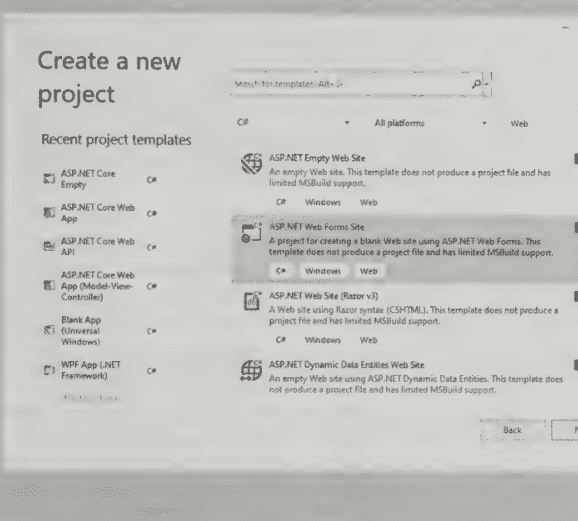 Create a new
project
Search for templates (Alt+S)
C#
All platforms
Web
Recent project templates
ASP.NET Core
Empty
C#
ASP.NET Core Web
App
C#
ASP.NET Core Web
API
C#
ASP.NET Core Web
App (Model-View-
Controller)
C#
Blank App
(Universal
Windows)
C#
WPF App (.NET
Framework)
C#
ASP.NET Empty Web Site
An empty web site. This template does not produce a project file and has
limited MSBuild support.
C# Windows Web
ASP.NET Web Forms Site
A project for creating a blank Web site using ASP.NET Web Forms. This
template does not produce a project file and has limited MSBuild support.
C# Windows Web
ASP.NET Web Site (Razor v3)
A Web site using Razor syntax (CSHTML). This template does not produce a
project file and has limited MSBuild support.
C# Windows Web
ASP.NET Dynamic Data Entities Web Site
An empty Web site using ASP.NET Dynamic Data Entities. This template does
not produce a project file and has limited MSBuild support.
Back